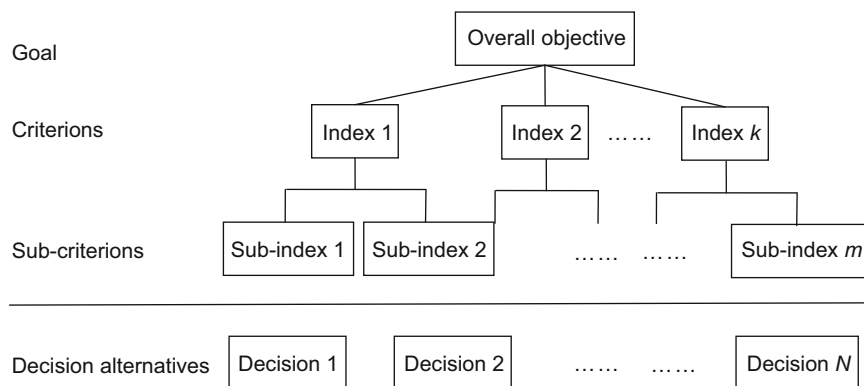 Goal
Overall objective
Criterions
Index 1
Index 2
……
Index k
Sub-criterions
Sub-index 1
Sub-index 2
……
……
Sub-index m
Decision alternatives
Decision 1
Decision 2
……
……
Decision N